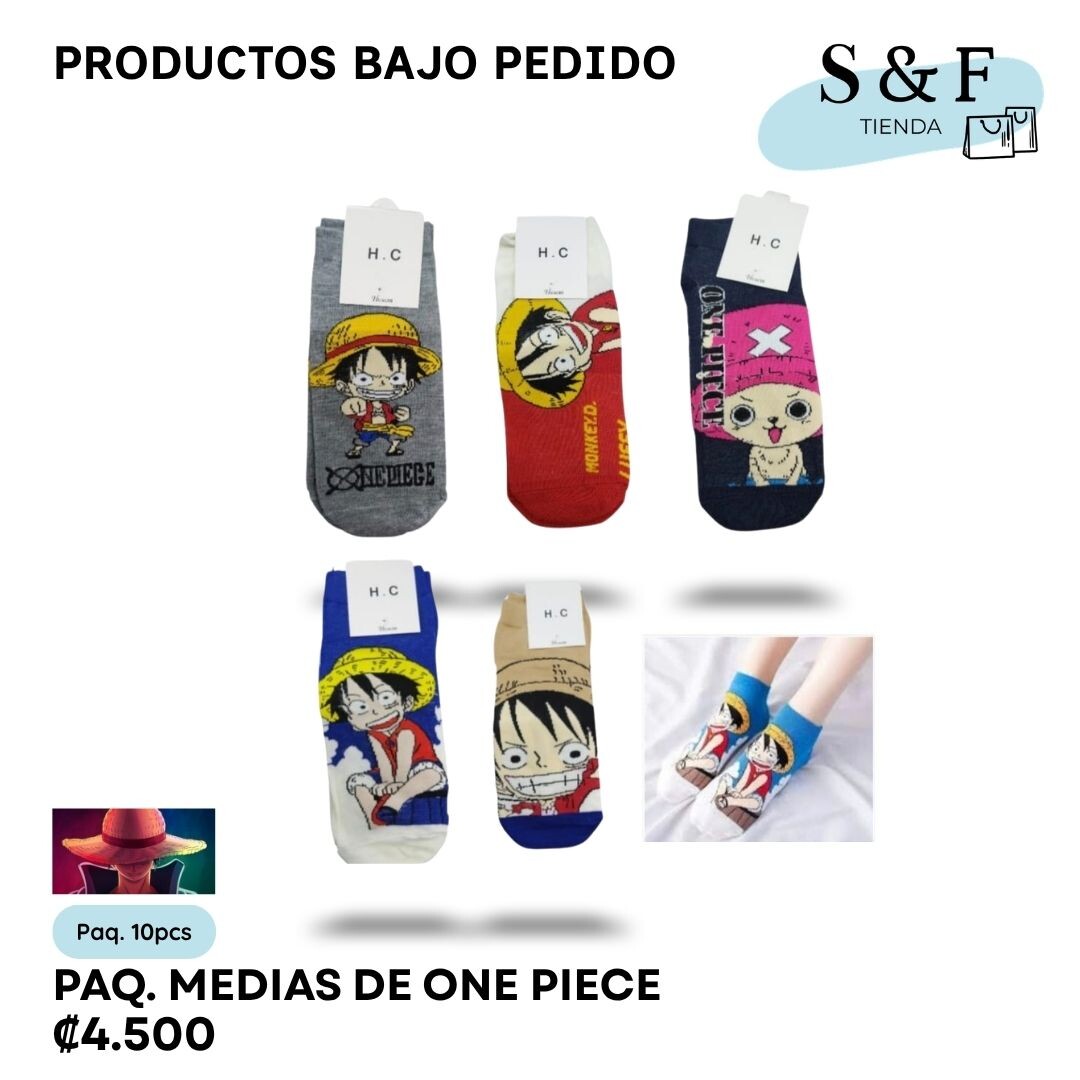 PRODUCTOS BAJO PEDIDO
S & F
TIENDA
H.C
H.C
H.C
ONE PIECE
MONKEY.D.
LUFFY
ONE PIECE
H.C
H.C
Paq. 10pcs
PAQ. MEDIAS DE ONE PIECE
₡4.500